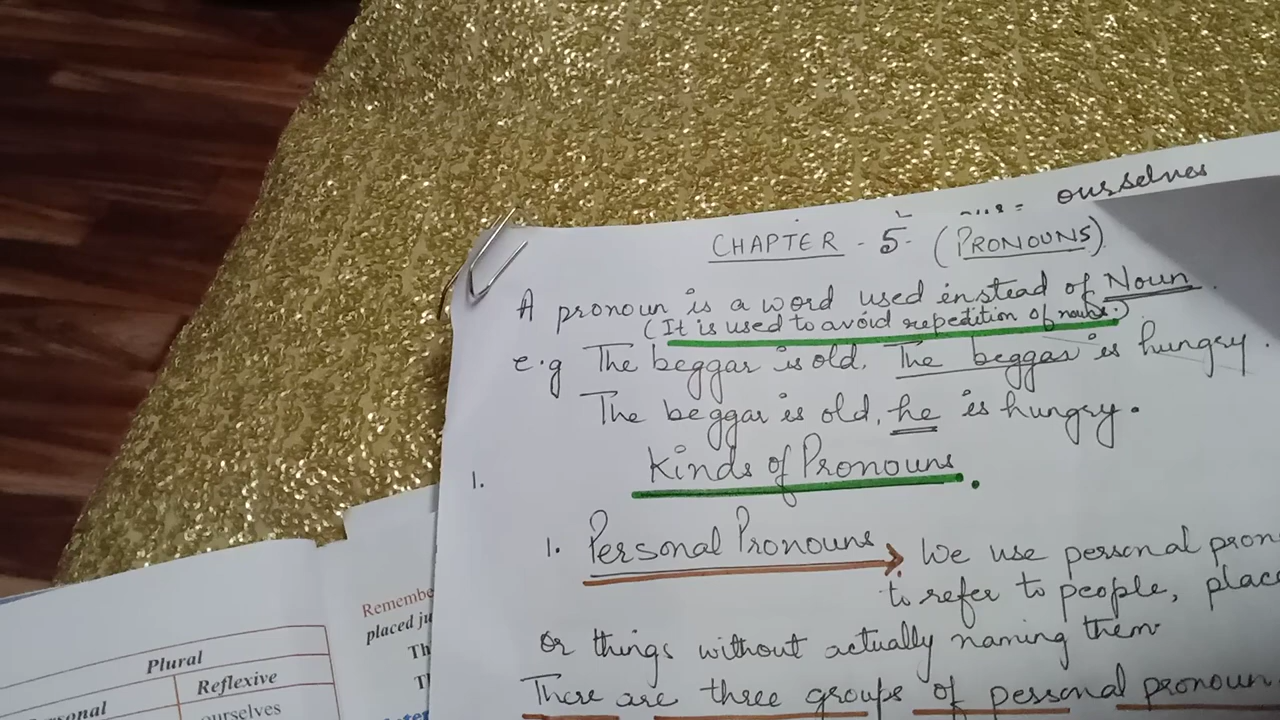 ourselves
CHAPTER - 5 - (PRONOUNS)
A pronoun is a word used instead of Noun.
(It is used to avoid repetition of nouns.)
e.g The beggar is old. The beggar is hungry.
The beggar is old, he is hungry.
1. Kinds of Pronouns.
1. Personal Pronouns → We use personal pron
to refer to people, place
or things without actually naming them.
There are three groups of personal pronoun
Plural
Reflexive
sonal
ourselves
Remembe
placed ju
Th